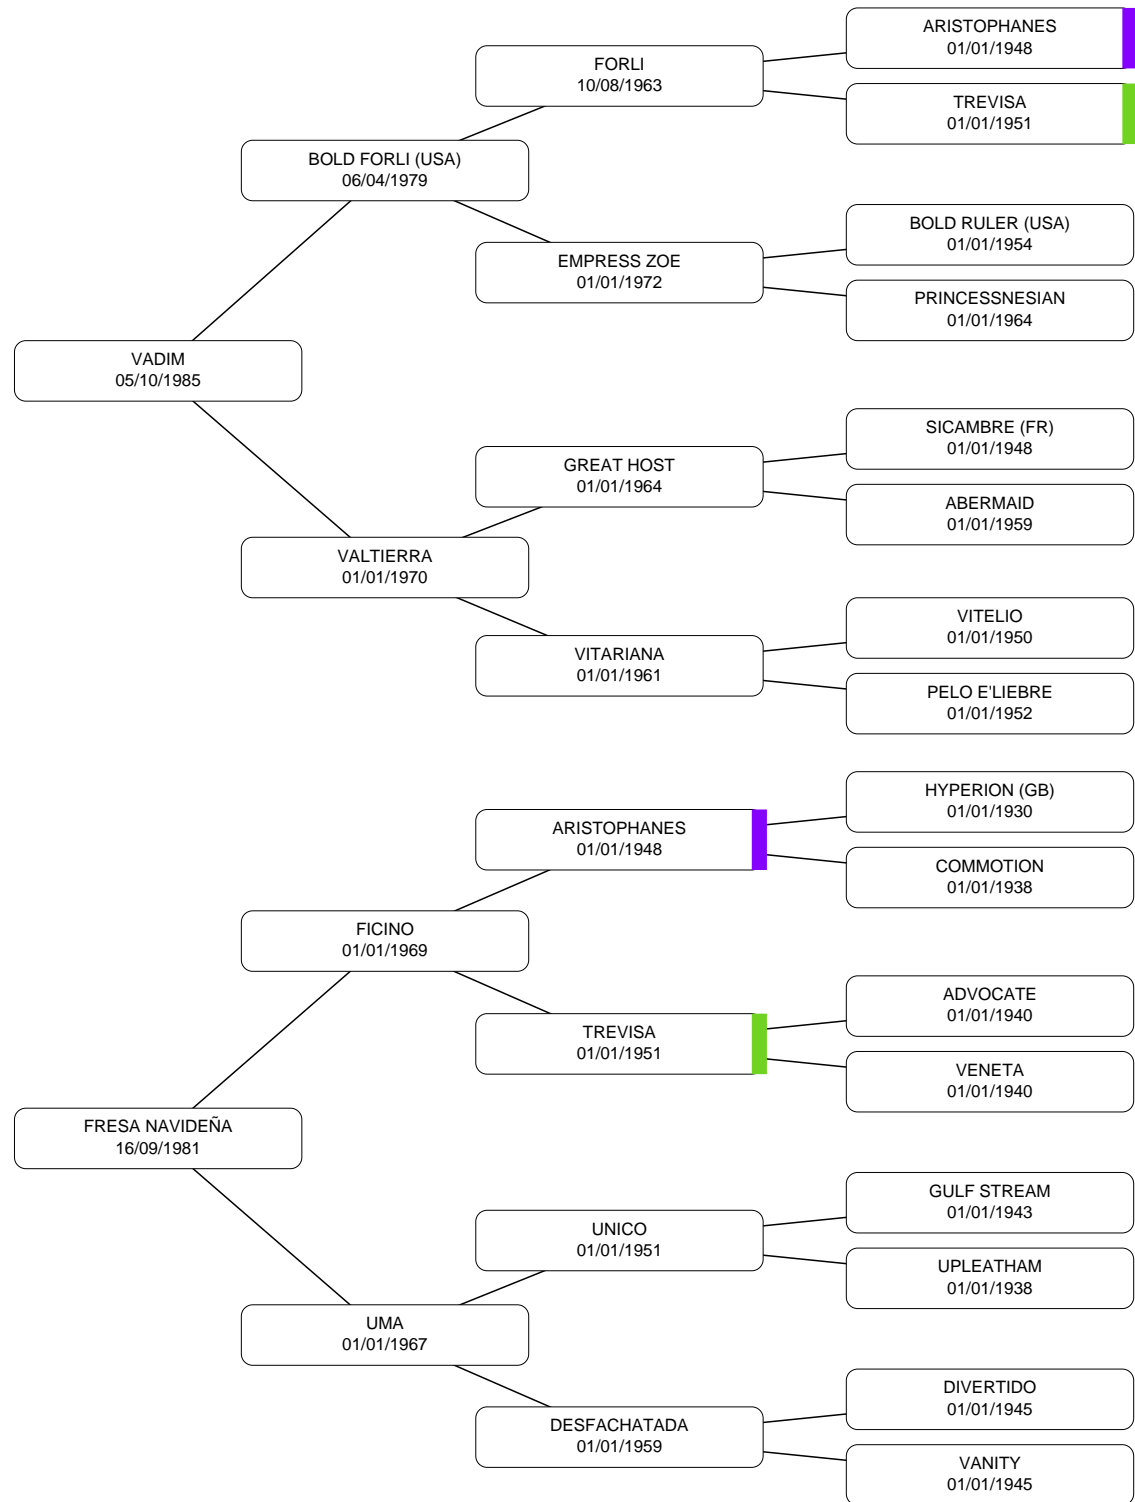 ARISTOPHANES
01/01/1948
FORLI
10/08/1963
TREVISA
01/01/1951
BOLD FORLI (USA)
06/04/1979
BOLD RULER (USA)
01/01/1954
EMPRESS ZOE
01/01/1972
PRINCESSNESIAN
01/01/1964
VADIM
05/10/1985
SICAMBRE (FR)
01/01/1948
GREAT HOST
01/01/1964
ABERMAID
01/01/1959
VALTIERRA
01/01/1970
VITELIO
01/01/1950
VITARIANA
01/01/1961
PELO E'LIEBRE
01/01/1952
HYPERION (GB)
01/01/1930
ARISTOPHANES
01/01/1948
COMMOTION
01/01/1938
FICINO
01/01/1969
ADVOCATE
01/01/1940
TREVISA
01/01/1951
VENETA
01/01/1940
FRESA NAVIDEÑA
16/09/1981
GULF STREAM
01/01/1943
UNICO
01/01/1951
UPLEATHAM
01/01/1938
UMA
01/01/1967
DIVERTIDO
01/01/1945
DESFACHATADA
01/01/1959
VANITY
01/01/1945